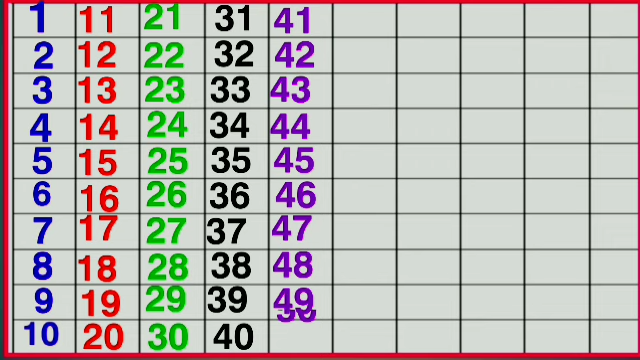 1 11 21 31 41
2 12 22 32 42
3 13 23 33 43
4 14 24 34 44
5 15 25 35 45
6 16 26 36 46
7 17 27 37 47
8 18 28 38 48
9 19 29 39 49
10 20 30 40